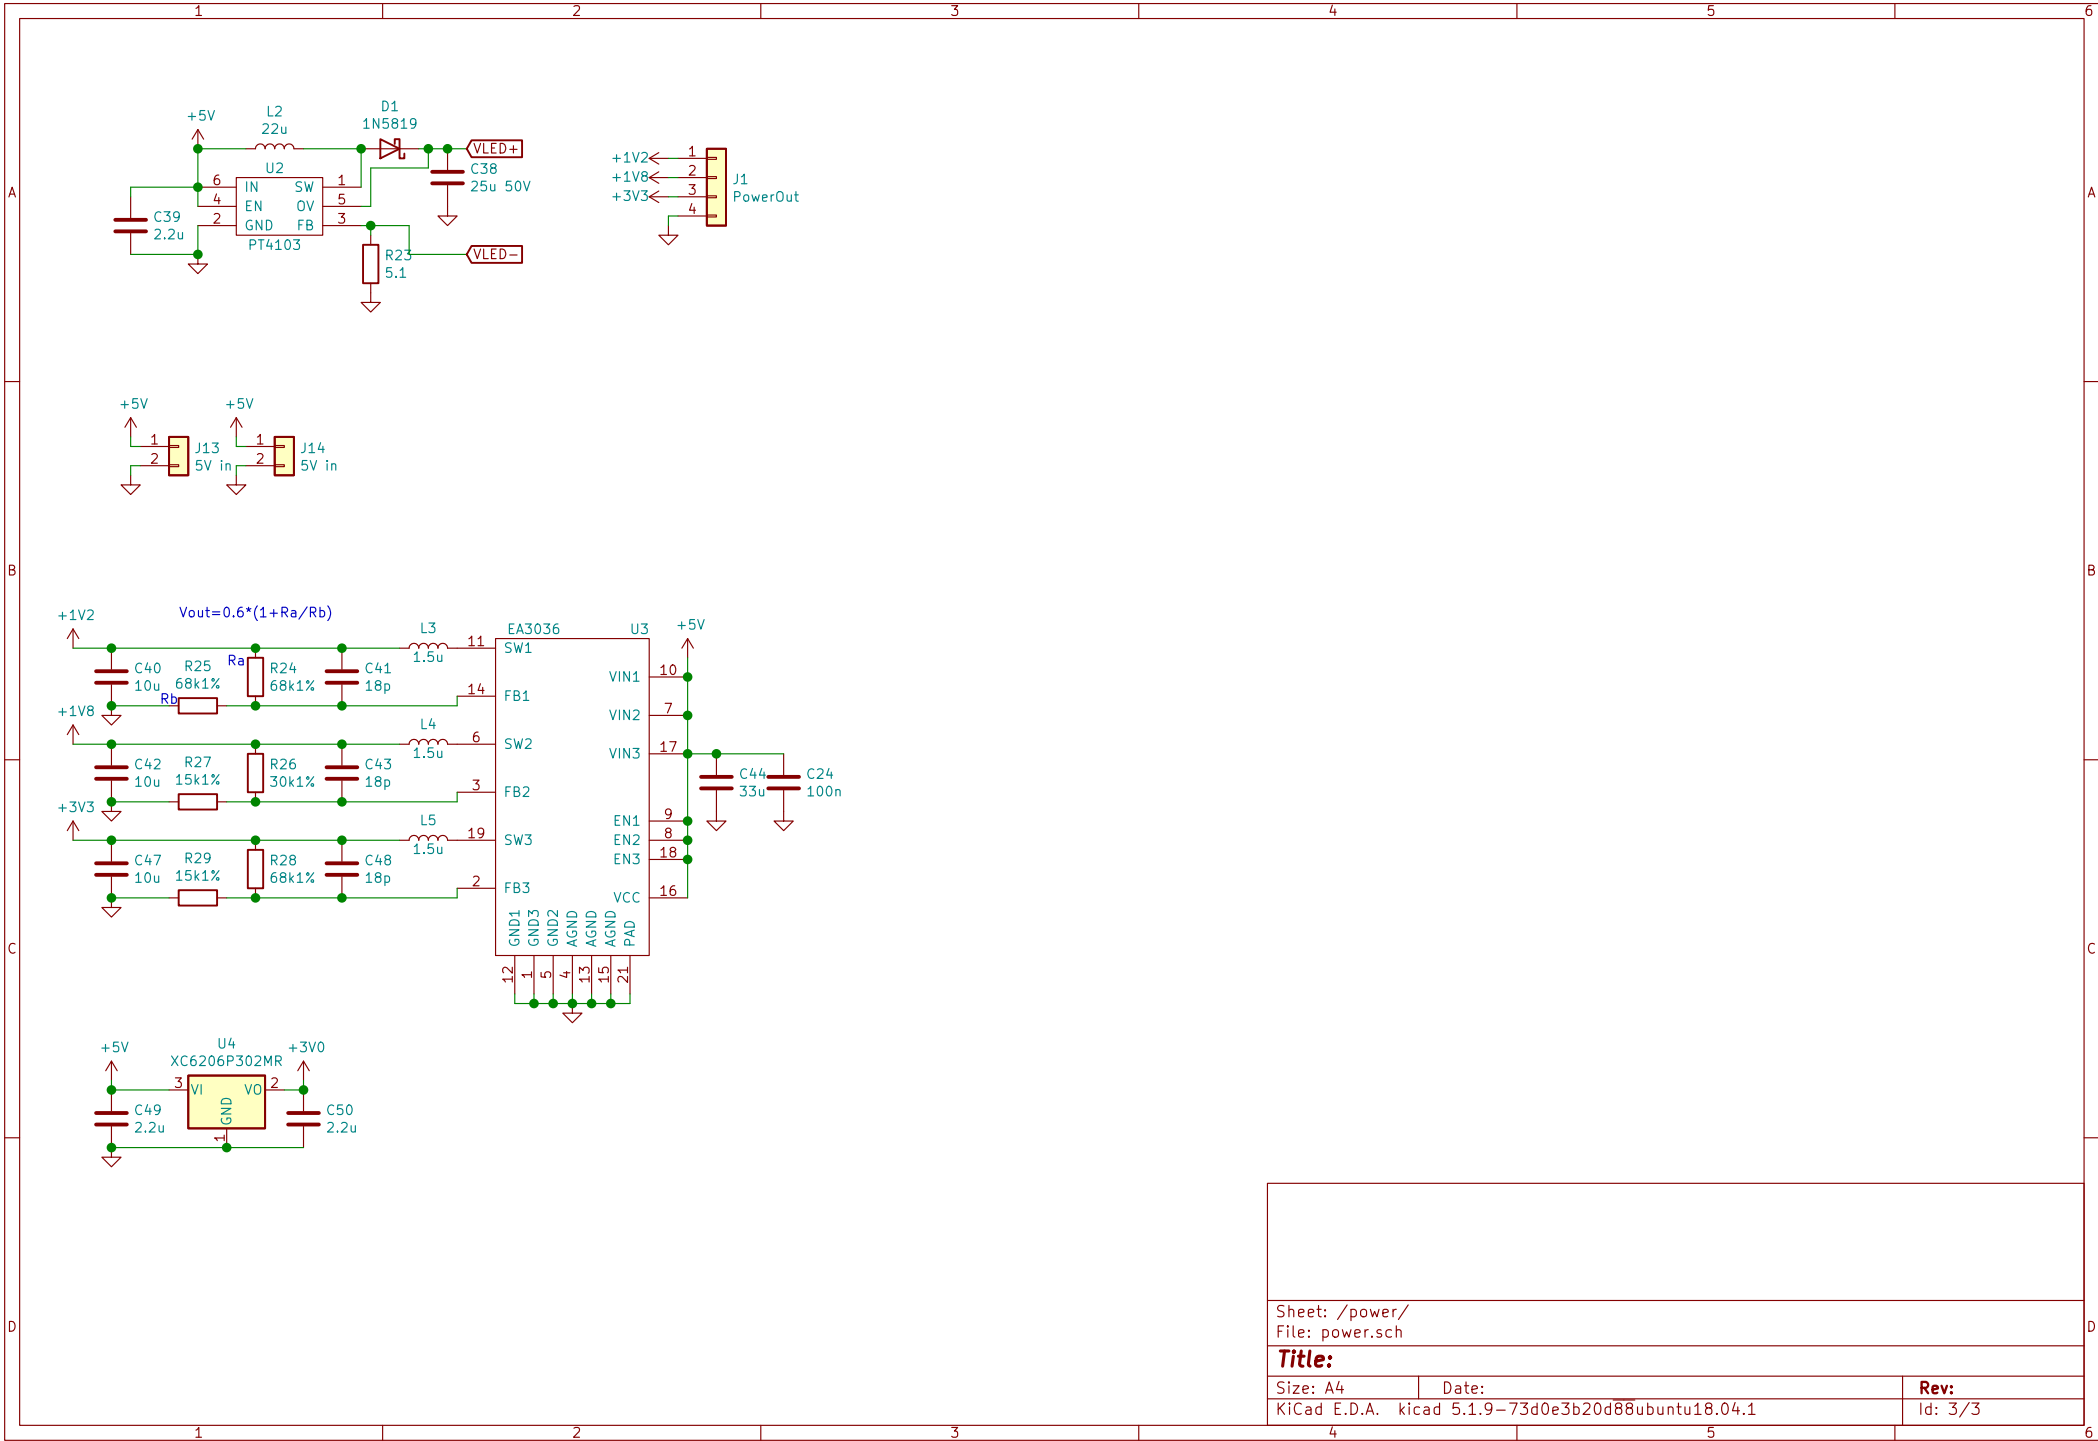 1 2 3 4 5 6
A A
B B
C C
D D
+5V
L2
22u
D1
1N5819
VLED+
U2
6 IN SW 1
4 EN OV 5
2 GND FB 3
PT4103
C39
2.2u
C38
25u 50V
R23
5.1
VLED-
+1V2 1
+1V8 2
+3V3 3
4
J1
PowerOut
+5V
1
2
J13
5V in
+5V
1
2
J14
5V in
Vout=0.6*(1+Ra/Rb)
+1V2
C40
10u
R25
68k1%
Rb
Ra
R24
68k1%
C41
18p
L3
1.5u
+1V8
C42
10u
R27
15k1%
R26
30k1%
C43
18p
L4
1.5u
+3V3
C47
10u
R29
15k1%
R28
68k1%
C48
18p
L5
1.5u
EA3036 U3
11 SW1
14 FB1
6 SW2
3 FB2
19 SW3
2 FB3
VIN1 10
VIN2 7
VIN3 17
EN1 9
EN2 8
EN3 18
VCC 16
GND1 GND3 GND2 AGND AGND AGND PAD
12 1 5 4 13 15 21
+5V
C44
33u
C24
100n
+5V
U4
XC6206P302MR
+3V0
3 VI VO 2
GND
1
C49
2.2u
C50
2.2u
Sheet: /power/
File: power.sch
Title:
Size: A4 Date: Rev:
KiCad E.D.A. kicad 5.1.9-73d0e3b20d88ubuntu18.04.1 Id: 3/3
1 2 3 4 5 6